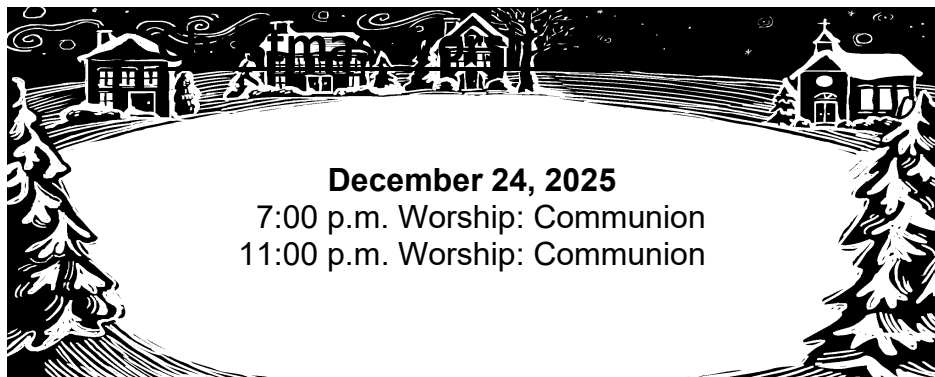 December 24, 2025
7:00 p.m. Worship: Communion
11:00 p.m. Worship: Communion